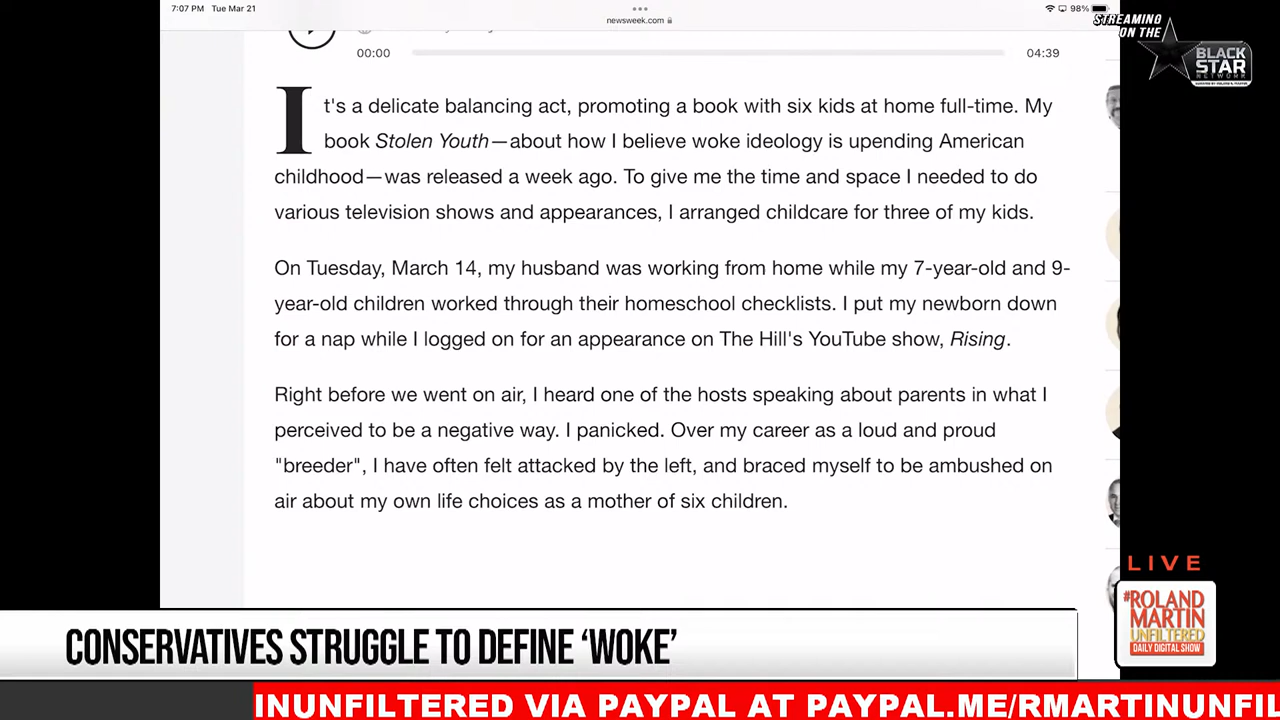 7:07 PM Tue Mar 21
98%
newsweek.com
STREAMING
ON THE
BLACK
STAR
NETWORK
00:00
04:39
It's a delicate balancing act, promoting a book with six kids at home full-time. My
book Stolen Youth—about how I believe woke ideology is upending American
childhood—was released a week ago. To give me the time and space I needed to do
various television shows and appearances, I arranged childcare for three of my kids.
On Tuesday, March 14, my husband was working from home while my 7-year-old and 9-
year-old children worked through their homeschool checklists. I put my newborn down
for a nap while I logged on for an appearance on The Hill's YouTube show, Rising.
Right before we went on air, I heard one of the hosts speaking about parents in what I
perceived to be a negative way. I panicked. Over my career as a loud and proud
"breeder", I have often felt attacked by the left, and braced myself to be ambushed on
air about my own life choices as a mother of six children.
LIVE
#ROLAND
MARTIN
UNFILTERED
DAILY DIGITAL SHOW
CONSERVATIVES STRUGGLE TO DEFINE ‘WOKE’
INUNFILTERED VIA PAYPAL AT PAYPAL.ME/RMARTINUNFIL